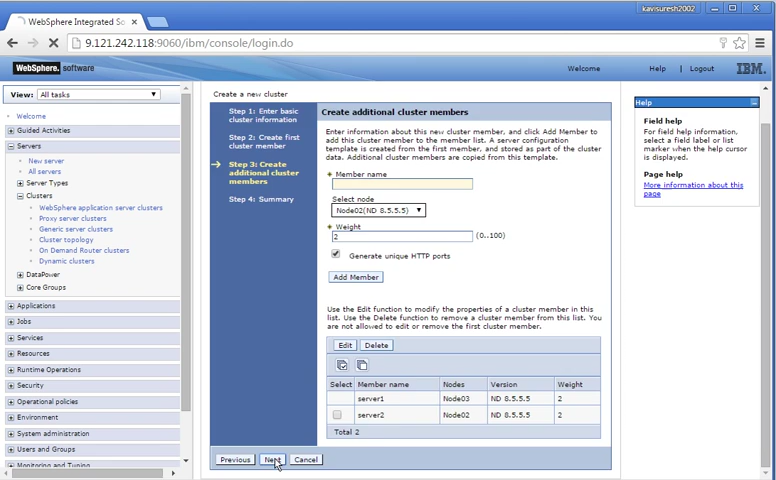 kavisuresh2002
WebSphere Integrated So
9.121.242.118:9060/ibm/console/login.do
WebSphere. software
Welcome
Help
Logout
IBM.
View:
All tasks
Welcome
Guided Activities
Servers
New server
All servers
Server Types
Clusters
WebSphere application server clusters
Proxy server clusters
Generic server clusters
Cluster topology
On Demand Router clusters
Dynamic clusters
DataPower
Core Groups
Applications
Jobs
Services
Resources
Runtime Operations
Security
Operational policies
Environment
System administration
Users and Groups
Monitoring and Tuning
Create a new cluster
Step 1: Enter basic
cluster information
Step 2: Create first
cluster member
Step 3: Create
additional cluster
members
Step 4: Summary
Create additional cluster members
Enter information about this new cluster member, and click Add Member to
add this cluster member to the member list. A server configuration
template is created from the first member, and stored as part of the cluster
data. Additional cluster members are copied from this template.
Member name
Select node
Node02(ND 8.5.5.5)
Weight
2
(0..100)
Generate unique HTTP ports
Add Member
Use the Edit function to modify the properties of a cluster member in this
list. Use the Delete function to remove a cluster member from this list. You
are not allowed to edit or remove the first cluster member.
Edit
Delete
Select Member name Nodes Version Weight
server1 Node03 ND 8.5.5.5 2
server2 Node02 ND 8.5.5.5 2
Total 2
Previous
Next
Cancel
Help
Field help
For field help information,
select a field label or list
marker when the help cursor
is displayed.
Page help
More information about this
page